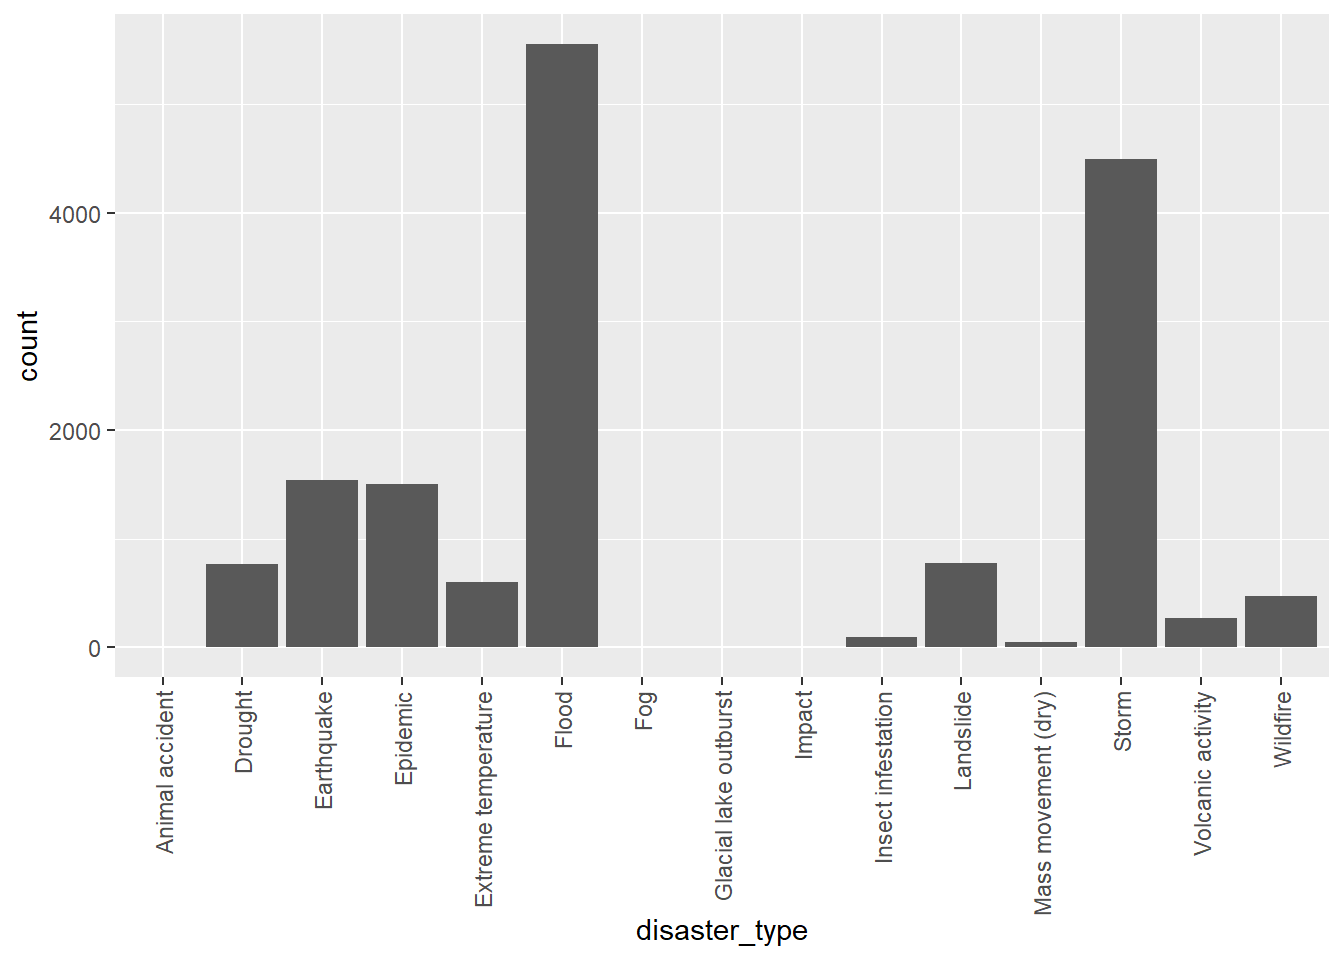 count
4000
2000
0
Animal accident
Drought
Earthquake
Epidemic
Extreme temperature
Flood
Fog
Glacial lake outburst
Impact
Insect infestation
Landslide
Mass movement (dry)
Storm
Volcanic activity
Wildfire
disaster_type